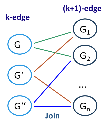 k-edge
(k+1)-edge
G
G₁
G'
G₂
G''
...
Gₙ
Join